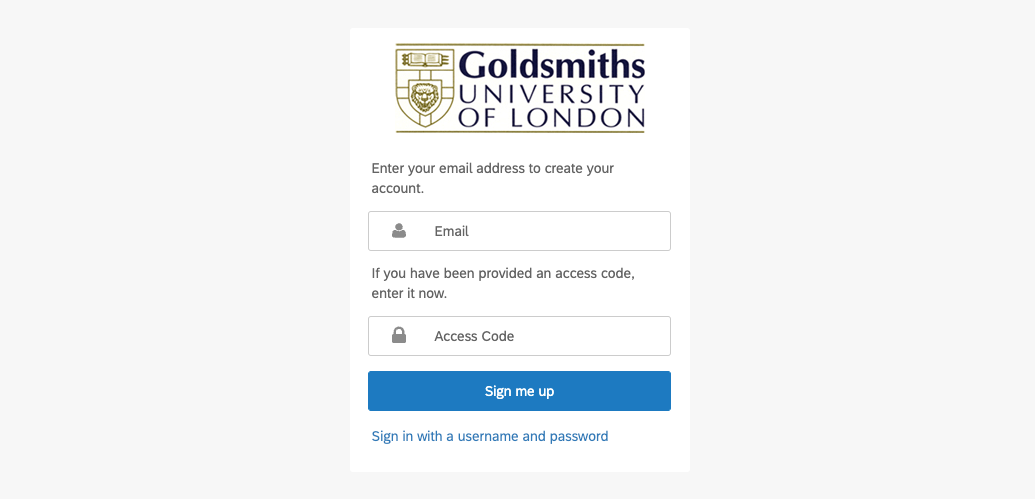 Goldsmiths
UNIVERSITY
OF LONDON
Enter your email address to create your
account.
Email
If you have been provided an access code,
enter it now.
Access Code
Sign me up
Sign in with a username and password